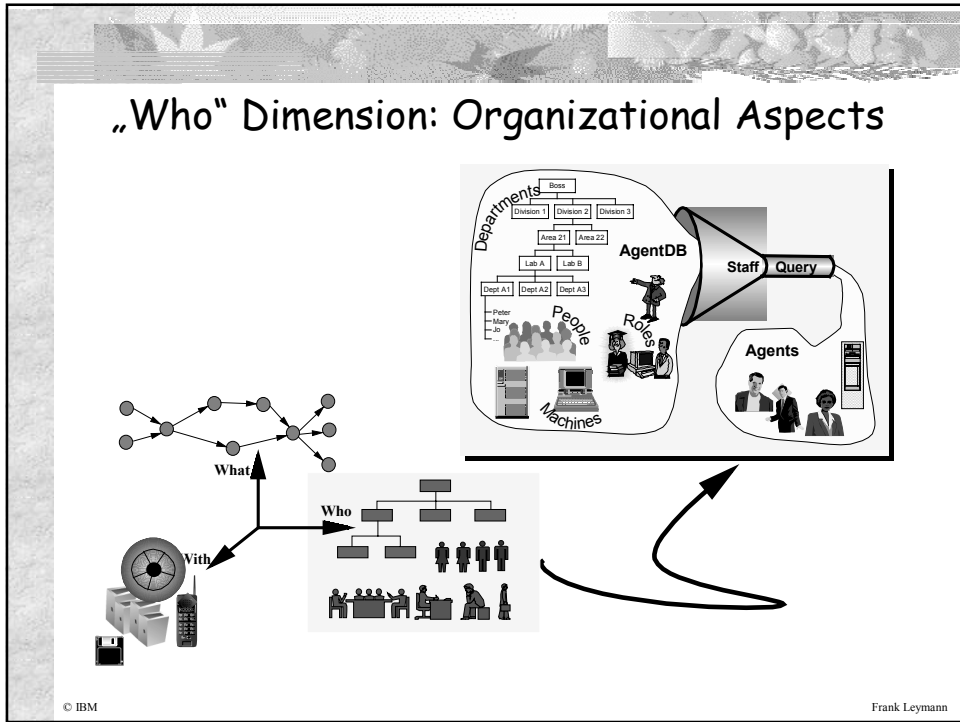 „Who“ Dimension: Organizational Aspects
Departments
Boss
Division 1 Division 2 Division 3
Area 21 Area 22
Lab A Lab B
Dept A1 Dept A2 Dept A3
Peter
Mary
Jo
...
People
Roles
Machines
AgentDB
Staff Query
Agents
What
Who
With
© IBM
Frank Leymann